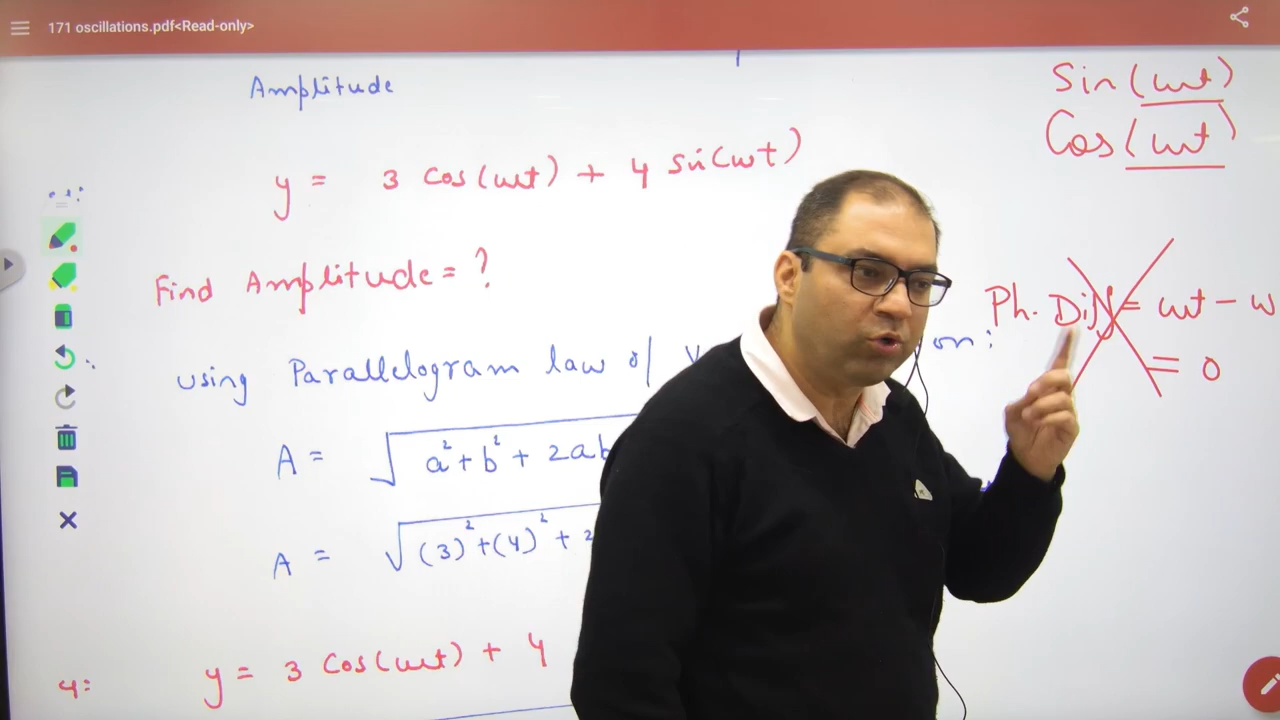 171 oscillations.pdf<Read-only>
Amplitude
y = 3 cos(ωt) + 4 sin(ωt)
Find Amplitude = ?
using Parallelogram law of
on:
A = √a² + b² + 2ab
A = √(3)² + (4)² + 2
4: y = 3 Cos(ωt) + 4
Sin(ωt)
Cos(ωt)
Ph. Diff = ωt − ω
= 0